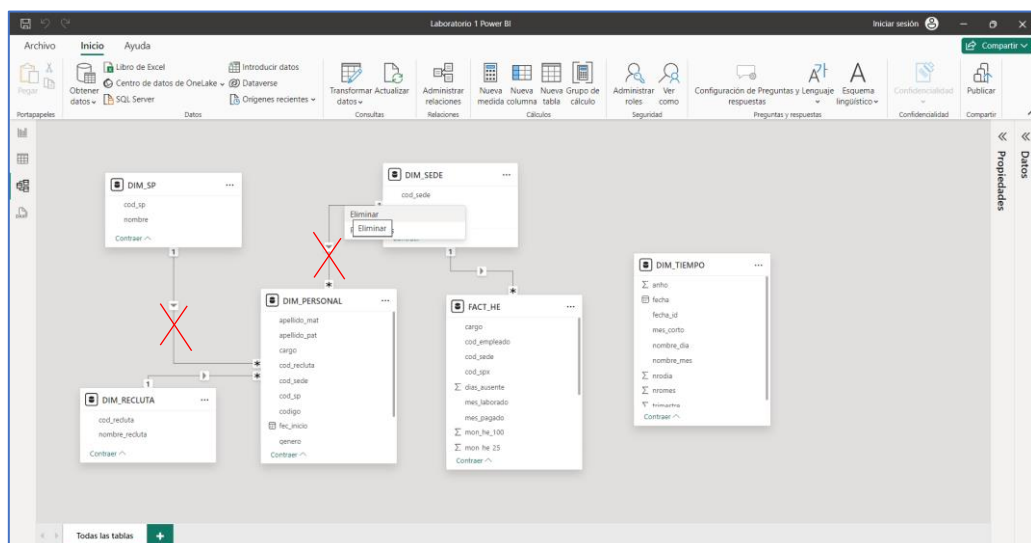 Laboratorio 1 Power BI
Iniciar sesión
Archivo Inicio Ayuda
Compartir
Pegar
Obtener datos
Libro de Excel
Centro de datos de OneLake
SQL Server
Introducir datos
Dataverse
Orígenes recientes
Transformar datos
Actualizar
Administrar relaciones
Nueva medida
Nueva columna
Nueva tabla
Grupo de cálculo
Administrar roles
Ver como
Configuración de Preguntas y respuestas
Lenguaje
Esquema lingüístico
Confidencialidad
Publicar
Portapapeles
Datos
Consultas
Relaciones
Cálculos
Seguridad
Preguntas y respuestas
Confidencialidad
Compartir
DIM_SP
cod_sp
nombre
Contraer
1
DIM_SEDE
cod_sede
Eliminar
Eliminar
1
*
*
DIM_PERSONAL
apellido_mat
apellido_pat
cargo
cod_recluta
cod_sede
cod_sp
codigo
fec_inicio
genero
Contraer
*
*
1
DIM_RECLUTA
cod_recluta
nombre_recluta
Contraer
FACT_HE
cargo
cod_empleado
cod_sede
cod_spx
dias_ausente
mes_laborado
mes_pagado
mon_he_100
mon_he_25
Contraer
DIM_TIEMPO
anho
fecha
fecha_id
mes_corto
nombre_dia
nombre_mes
nrodia
nromes
trimestre
Contraer
Propiedades
Datos
Todas las tablas